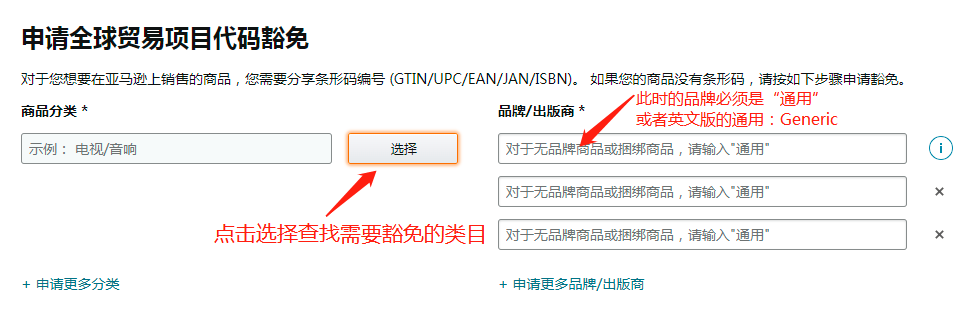 申请全球贸易项目代码豁免
对于您想要在亚马逊上销售的商品，您需要分享条形码编号 (GTIN/UPC/EAN/JAN/ISBN)。 如果您的商品没有条形码，请按如下步骤申请豁免。
商品分类 *
品牌/出版商 *
此时的品牌必须是“通用”
或者英文版的通用：Generic
示例： 电视/音响
选择
对于无品牌商品或捆绑商品，请输入"通用"
i
对于无品牌商品或捆绑商品，请输入"通用"
×
点击选择查找需要豁免的类目
对于无品牌商品或捆绑商品，请输入"通用"
×
+ 申请更多分类
+ 申请更多品牌/出版商